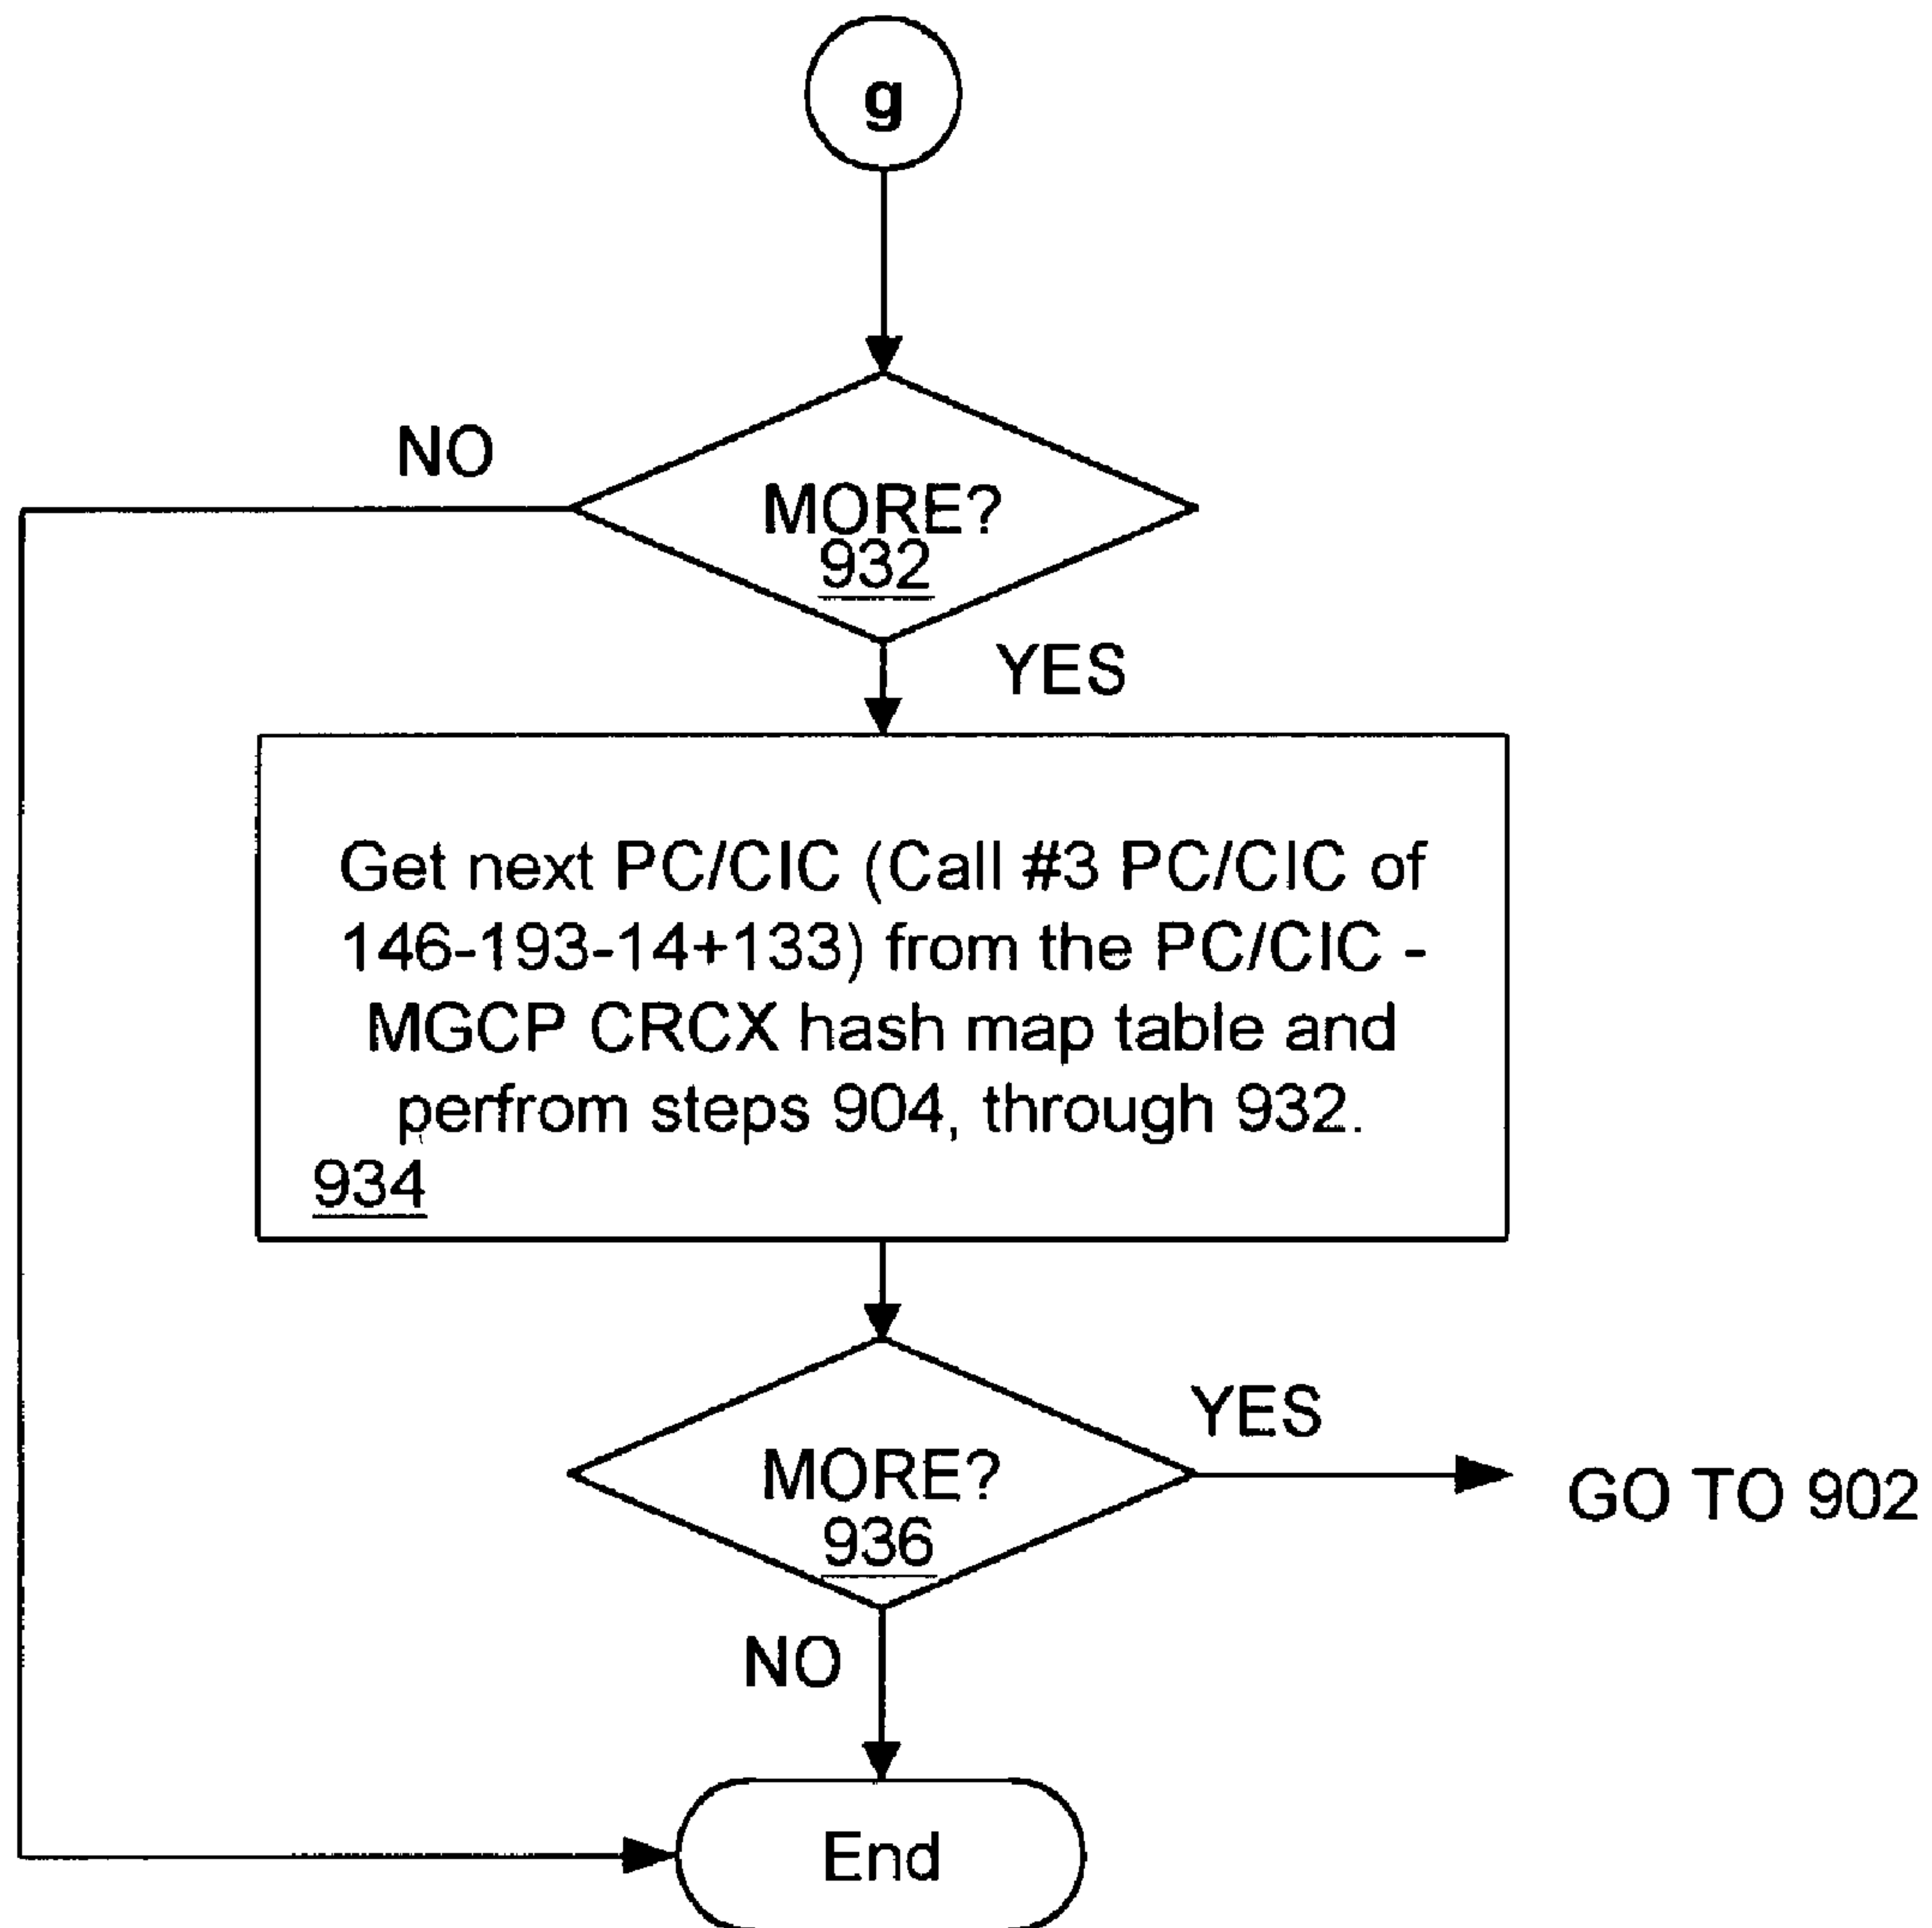 g
NO
MORE?
932
YES
Get next PC/CIC (Call #3 PC/CIC of
146-193-14+133) from the PC/CIC -
MGCP CRCX hash map table and
perfrom steps 904, through 932.
934
YES
MORE?
936
GO TO 902
NO
End